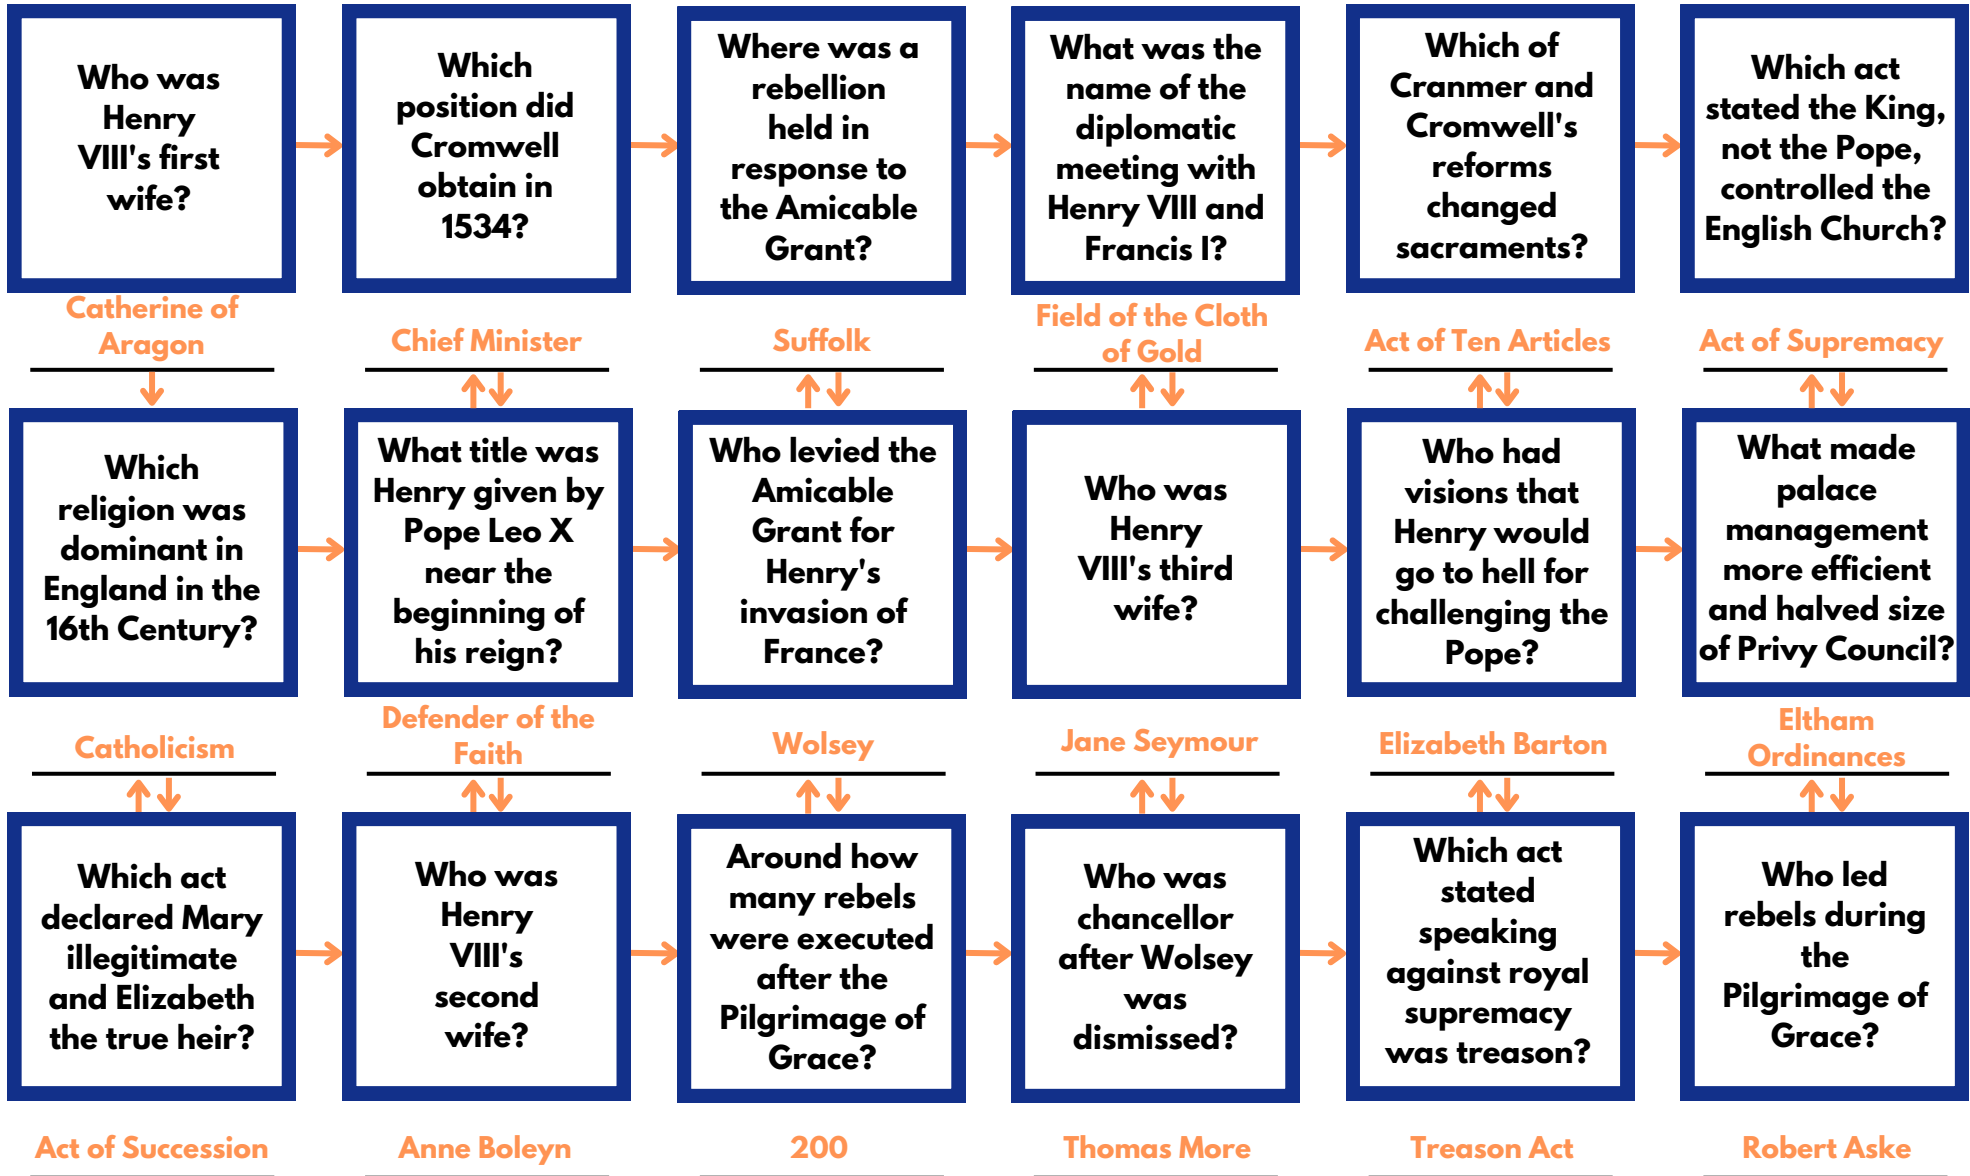 Who was
Henry
VIII's first
wife?
Catherine of
Aragon
Which
position did
Cromwell
obtain in
1534?
Chief Minister
Where was a
rebellion
held in
response to
the Amicable
Grant?
Suffolk
What was the
name of the
diplomatic
meeting with
Henry VIII and
Francis I?
Field of the Cloth
of Gold
Which of
Cranmer and
Cromwell's
reforms
changed
sacraments?
Act of Ten Articles
Which act
stated the King,
not the Pope,
controlled the
English Church?
Act of Supremacy
Which
religion was
dominant in
England in the
16th Century?
Catholicism
What title was
Henry given by
Pope Leo X
near the
beginning of
his reign?
Defender of the
Faith
Who levied the
Amicable
Grant for
Henry's
invasion of
France?
Wolsey
Who was
Henry
VIII's third
wife?
Jane Seymour
Who had
visions that
Henry would
go to hell for
challenging the
Pope?
Elizabeth Barton
What made
palace
management
more efficient
and halved size
of Privy Council?
Eltham
Ordinances
Which act
declared Mary
illegitimate
and Elizabeth
the true heir?
Act of Succession
Who was
Henry
VIII's
second
wife?
Anne Boleyn
Around how
many rebels
were executed
after the
Pilgrimage of
Grace?
200
Who was
chancellor
after Wolsey
was
dismissed?
Thomas More
Which act
stated
speaking
against royal
supremacy
was treason?
Treason Act
Who led
rebels during
the
Pilgrimage of
Grace?
Robert Aske